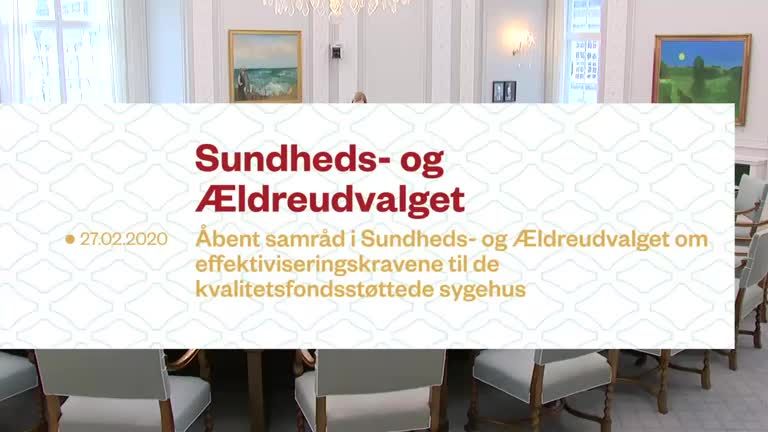 Sundheds- og
Ældreudvalget
27.02.2020
Åbent samråd i Sundheds- og Ældreudvalget om
effektiviseringskravene til de
kvalitetsfondsstøttede sygehus